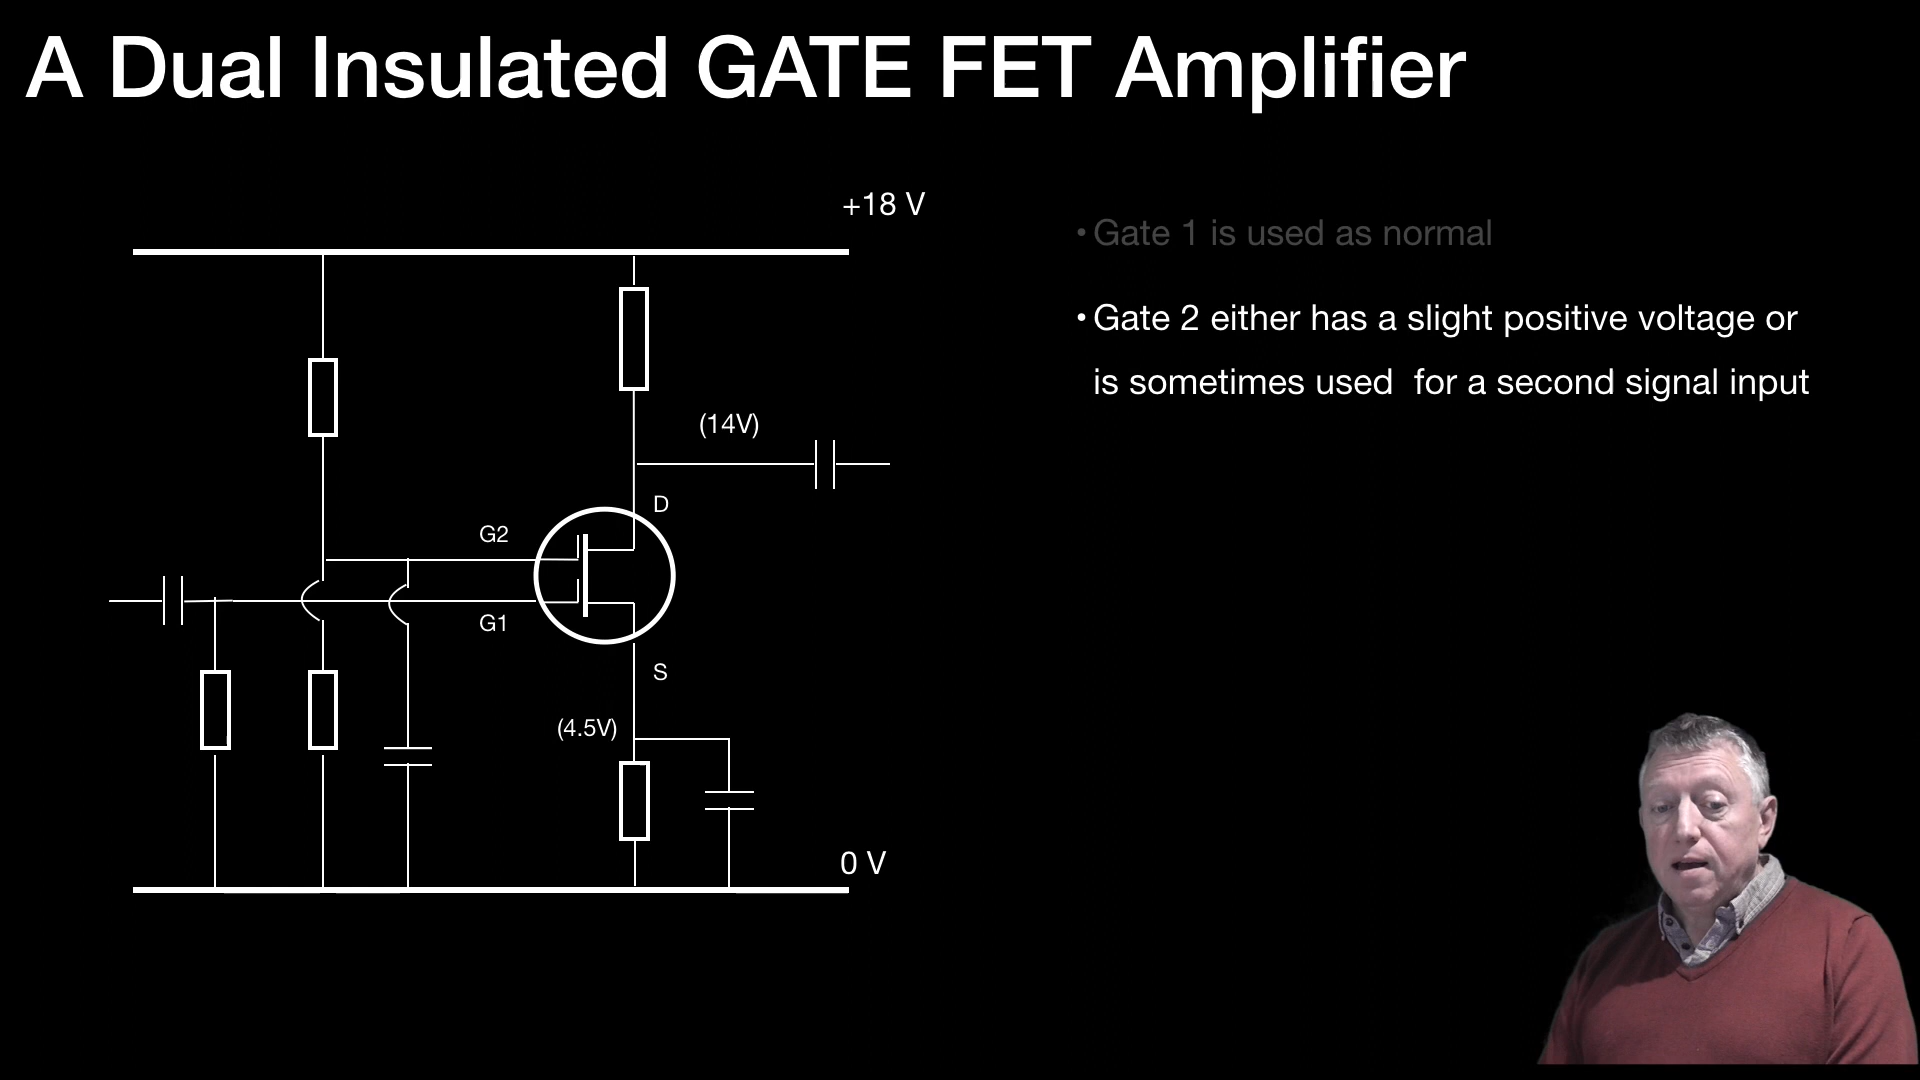 A Dual Insulated GATE FET Amplifier
+18 V
• Gate 1 is used as normal
• Gate 2 either has a slight positive voltage or
is sometimes used for a second signal input
(14V)
D
G2
G1
S
(4.5V)
0 V